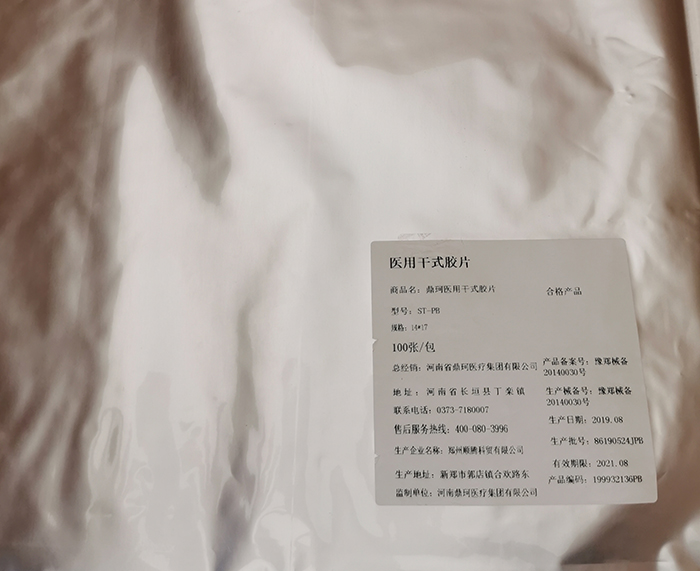 医用干式胶片
商品名：鼎珂医用干式胶片
合格产品
型号：ST-PB
规格：14*17
100张/包
总经销：河南省鼎珂医疗集团有限公司
产品备案号：豫郑械备
20140030号
地址：河南省长垣县丁栾镇
生产械备号：豫郑械备
20140030号
联系电话：0373-7180007
生产日期：2019.08
售后服务热线：400-080-3996
生产批号：86190524JPB
生产企业名称：郑州顺腾科贸有限公司
有效期限：2021.08
生产地址：新郑市郭店镇合欢路东
产品编码：199932136PB
监制单位：河南鼎珂医疗集团有限公司